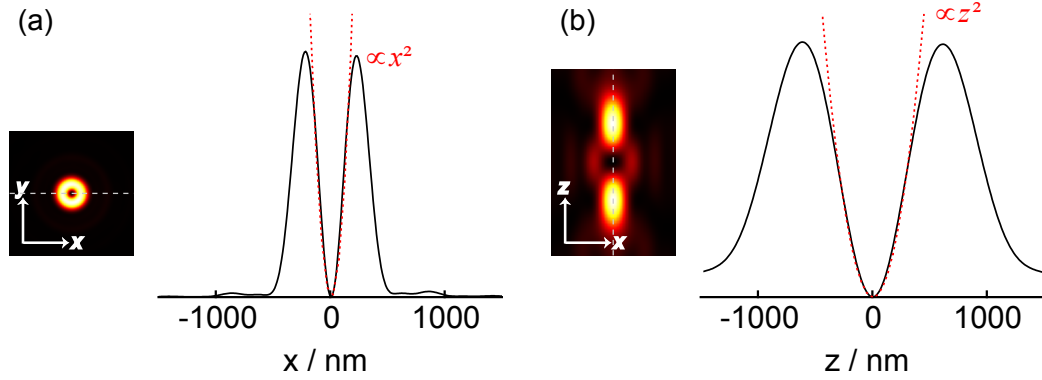 (a)
∝x²
y
x
-1000 0 1000
x / nm
(b)
∝z²
z
x
-1000 0 1000
z / nm